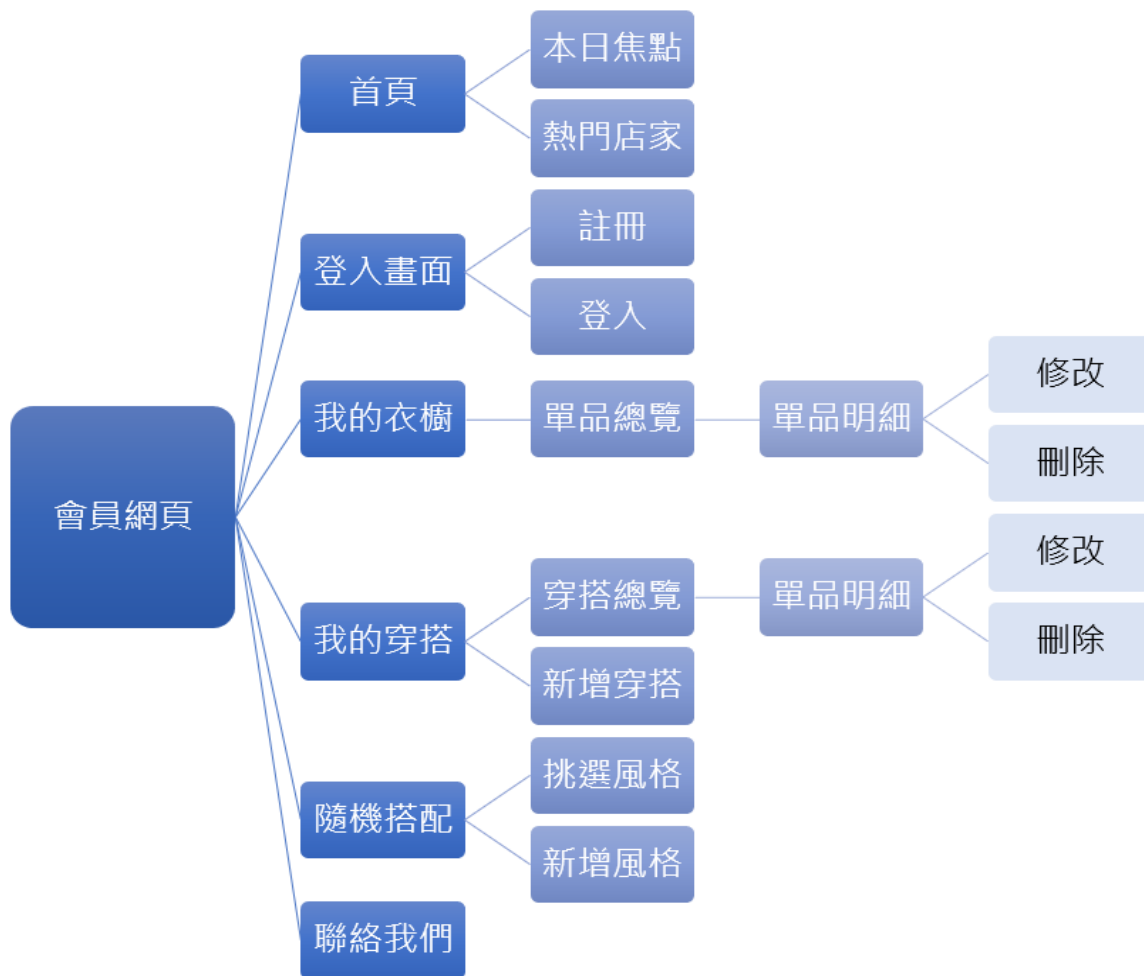 會員網頁
首頁
本日焦點
熱門店家
登入畫面
註冊
登入
我的衣櫥
單品總覽
單品明細
修改
刪除
我的穿搭
穿搭總覽
單品明細
修改
刪除
新增穿搭
隨機搭配
挑選風格
新增風格
聯絡我們